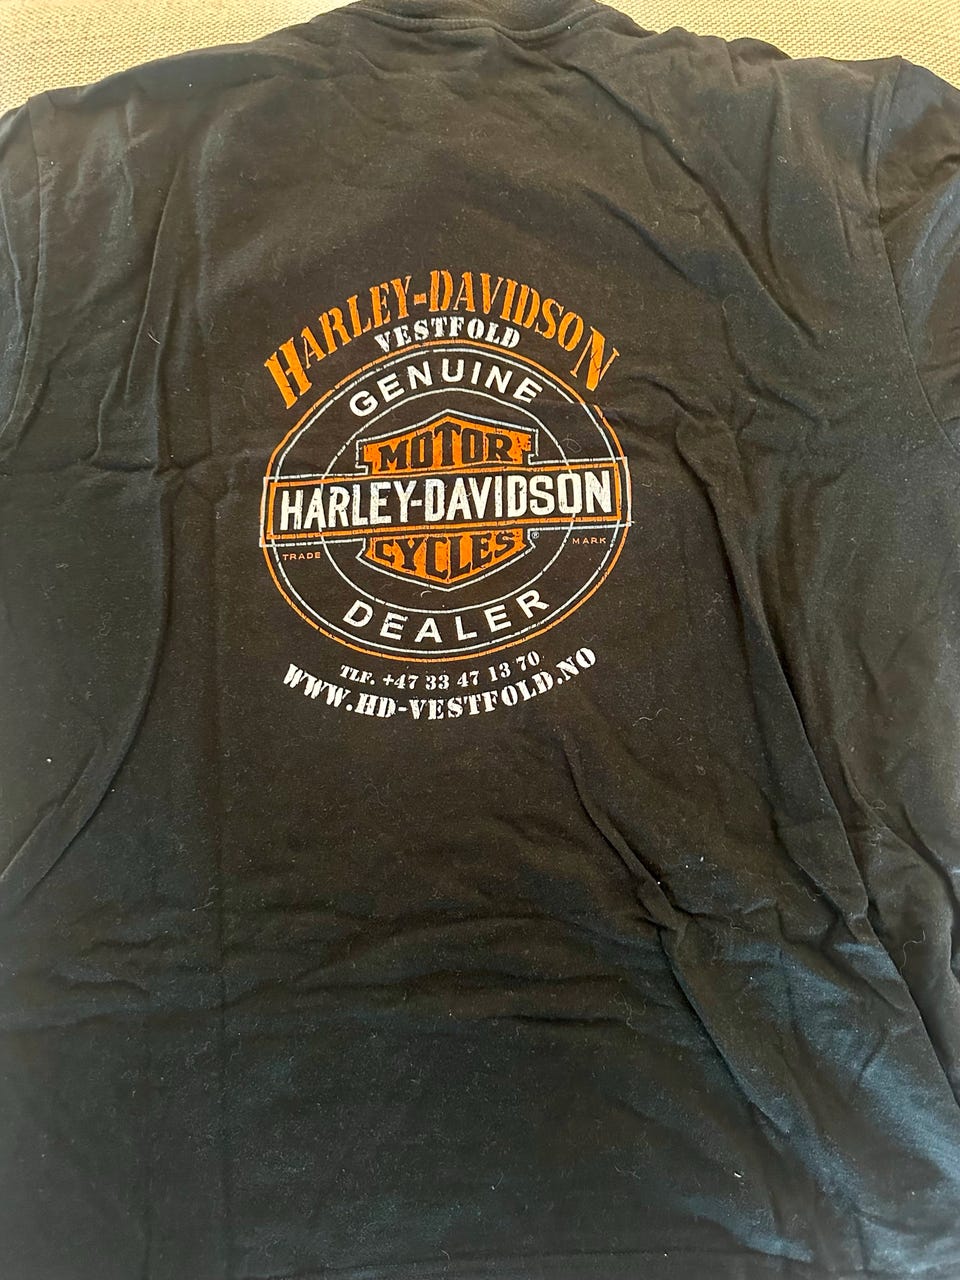 HARLEY-DAVIDSON
VESTFOLD
GENUINE
MOTOR
HARLEY-DAVIDSON
CYCLES ®
TRADE MARK
DEALER
TLF. +47 33 47 13 70
WWW.HD-VESTFOLD.NO